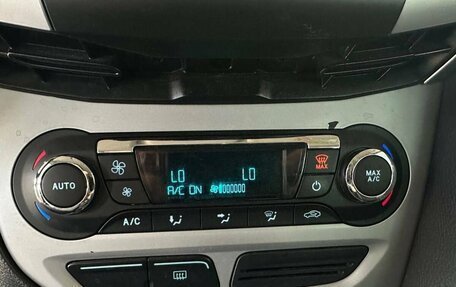 LO LO
A/C ON
AUTO
MAX
MAX A/C
A/C